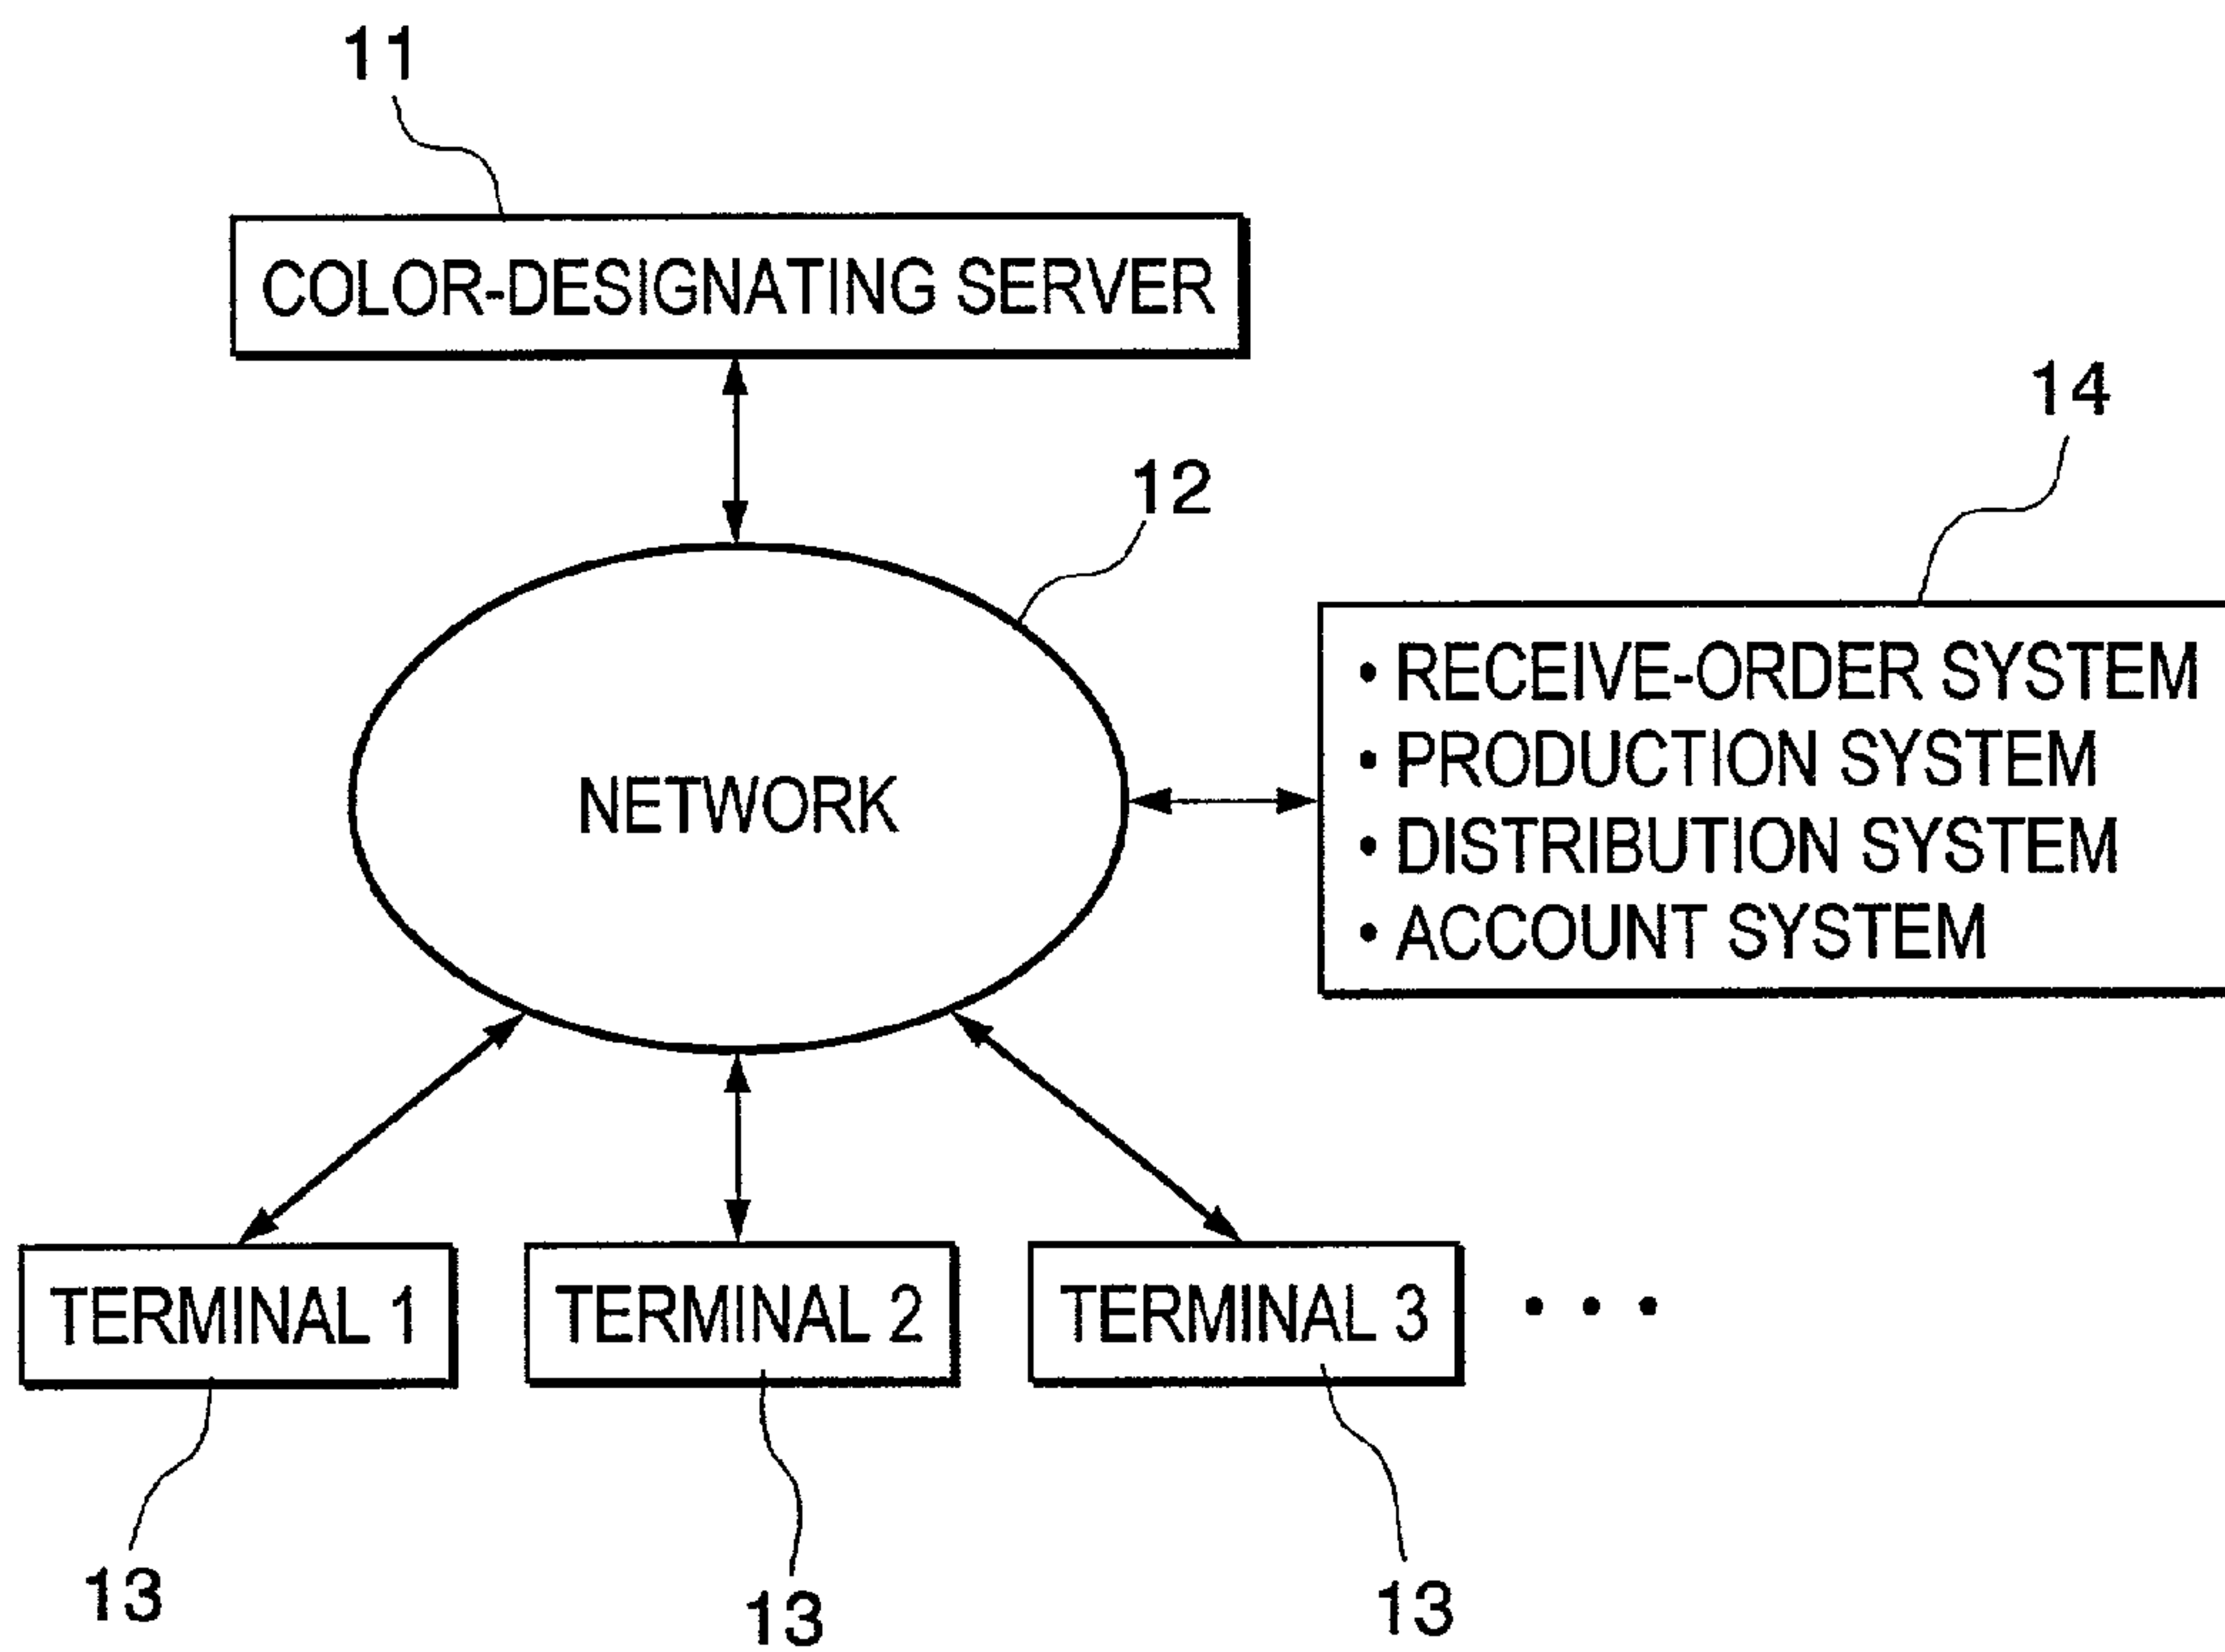 11
COLOR-DESIGNATING SERVER
12
14
NETWORK
• RECEIVE-ORDER SYSTEM
• PRODUCTION SYSTEM
• DISTRIBUTION SYSTEM
• ACCOUNT SYSTEM
TERMINAL 1
TERMINAL 2
TERMINAL 3
• • •
13
13
13